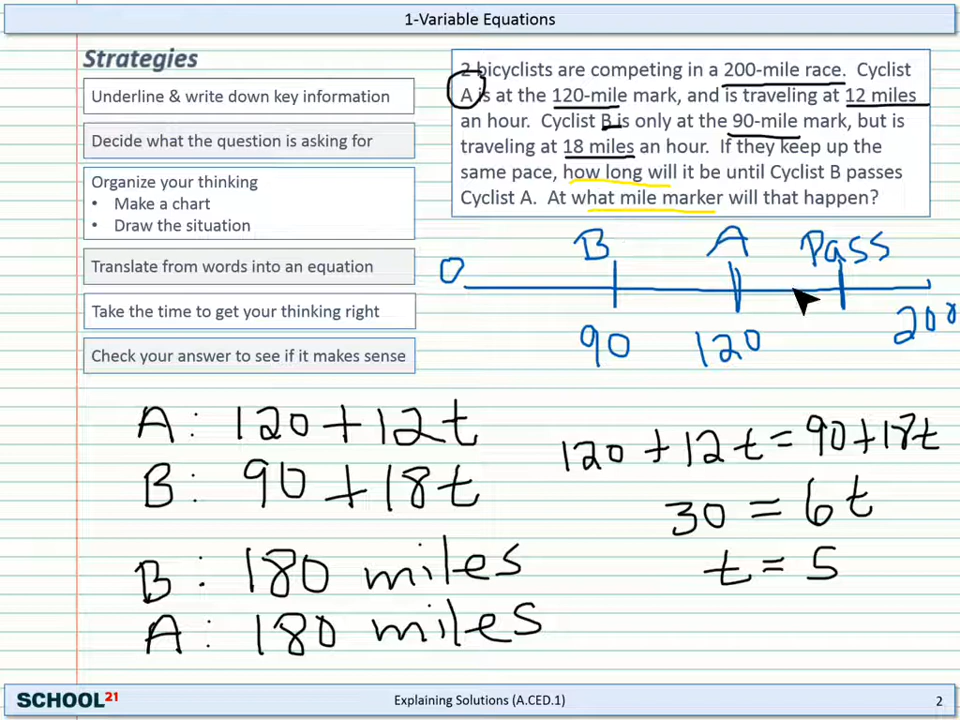 1-Variable Equations
Strategies
Underline & write down key information
Decide what the question is asking for
Organize your thinking
• Make a chart
• Draw the situation
Translate from words into an equation
Take the time to get your thinking right
Check your answer to see if it makes sense
2 bicyclists are competing in a 200-mile race. Cyclist
A is at the 120-mile mark, and is traveling at 12 miles
an hour. Cyclist B is only at the 90-mile mark, but is
traveling at 18 miles an hour. If they keep up the
same pace, how long will it be until Cyclist B passes
Cyclist A. At what mile marker will that happen?
0 B A Pass
90 120 200
A: 120 + 12t
B: 90 + 18t
B: 180 miles
A: 180 miles
120 + 12t = 90 + 18t
30 = 6t
t = 5
SCHOOL21
Explaining Solutions (A.CED.1)
2